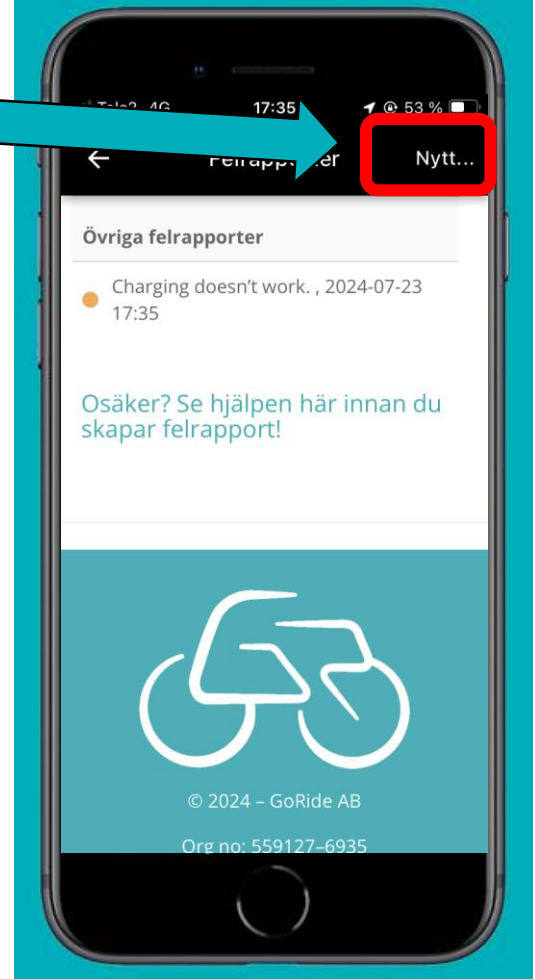 17:35 53 %
Nytt...
Övriga felrapporter
Charging doesn’t work. , 2024-07-23
17:35
Osäker? Se hjälpen här innan du
skapar felrapport!
© 2024 – GoRide AB
Org no: 559127–6935